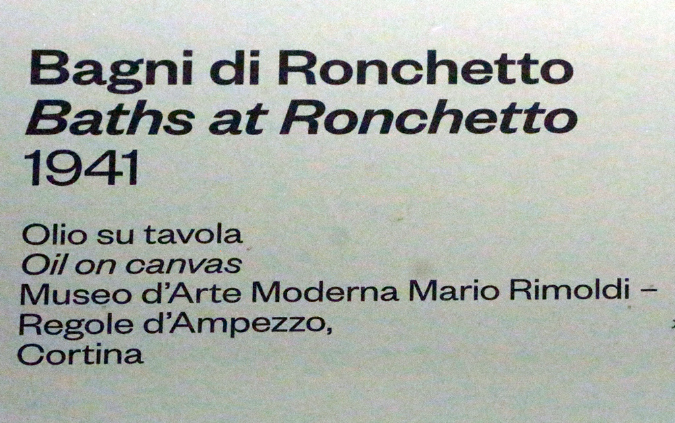 Bagni di Ronchetto
Baths at Ronchetto
1941
Olio su tavola
Oil on canvas
Museo d'Arte Moderna Mario Rimoldi –
Regole d'Ampezzo,
Cortina